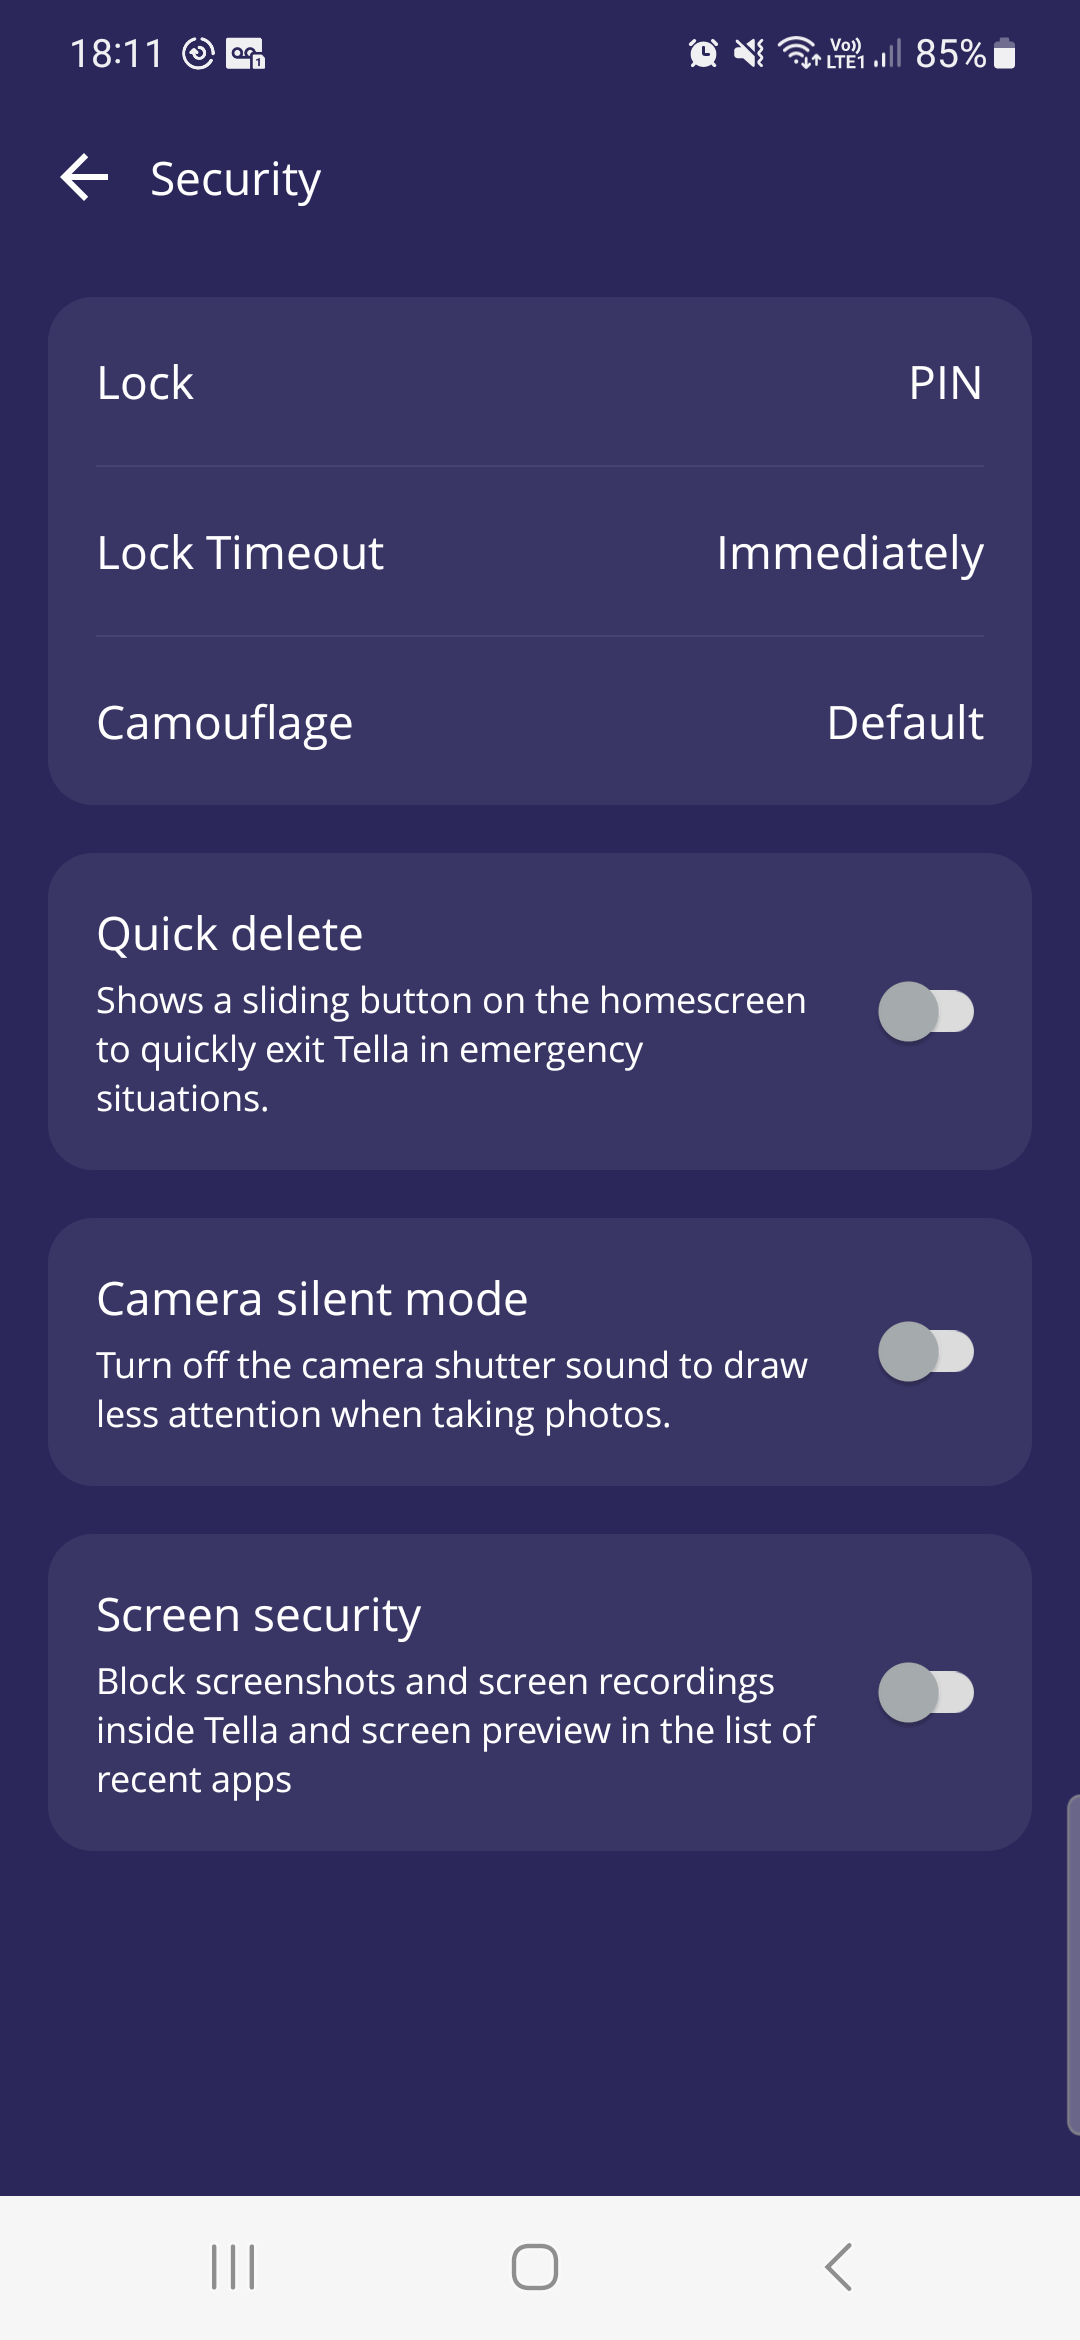 18:11
Vo))
LTE1
85%
Security
Lock PIN
Lock Timeout Immediately
Camouflage Default
Quick delete
Shows a sliding button on the homescreen
to quickly exit Tella in emergency
situations.
Camera silent mode
Turn off the camera shutter sound to draw
less attention when taking photos.
Screen security
Block screenshots and screen recordings
inside Tella and screen preview in the list of
recent apps